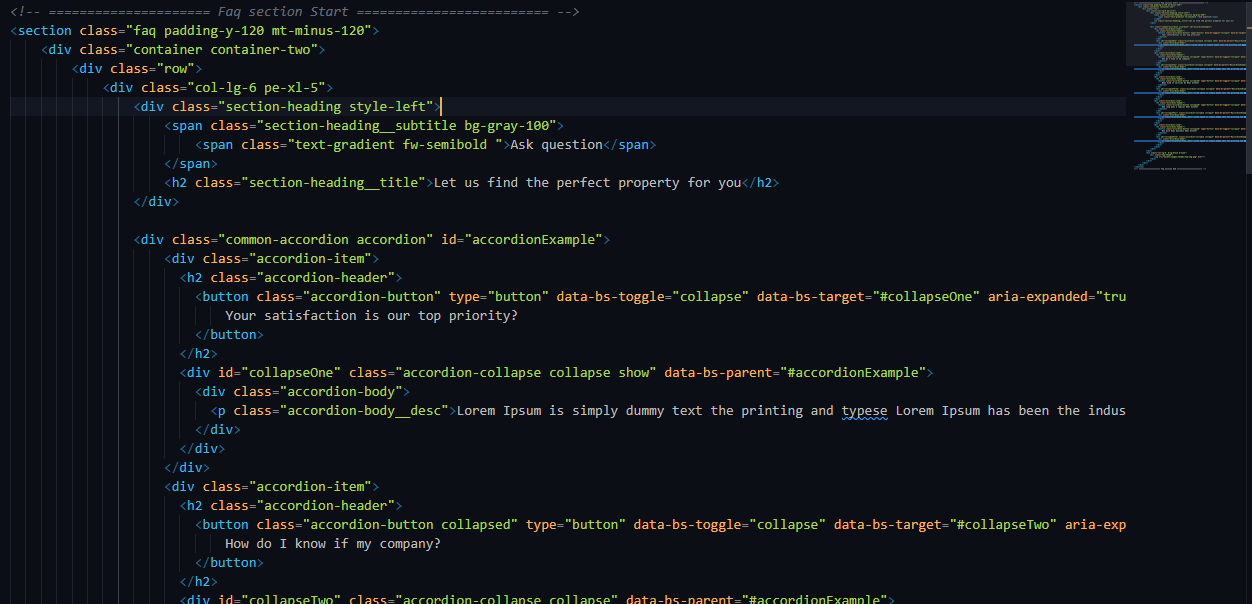 <!-- ===================== Faq section Start ========================= -->
<section class="faq padding-y-120 mt-minus-120">
<div class="container container-two">
<div class="row">
<div class="col-lg-6 pe-xl-5">
<div class="section-heading style-left">
<span class="section-heading__subtitle bg-gray-100">
<span class="text-gradient fw-semibold ">Ask question</span>
</span>
<h2 class="section-heading__title">Let us find the perfect property for you</h2>
</div>
<div class="common-accordion accordion" id="accordionExample">
<div class="accordion-item">
<h2 class="accordion-header">
<button class="accordion-button" type="button" data-bs-toggle="collapse" data-bs-target="#collapseOne" aria-expanded="tru
Your satisfaction is our top priority?
</button>
</h2>
<div id="collapseOne" class="accordion-collapse collapse show" data-bs-parent="#accordionExample">
<div class="accordion-body">
<p class="accordion-body__desc">Lorem Ipsum is simply dummy text the printing and typese Lorem Ipsum has been the indus
</div>
</div>
</div>
<div class="accordion-item">
<h2 class="accordion-header">
<button class="accordion-button collapsed" type="button" data-bs-toggle="collapse" data-bs-target="#collapseTwo" aria-exp
How do I know if my company?
</button>
</h2>
<div id="collapseTwo" class="accordion-collapse collapse" data-bs-parent="#accordionExample">